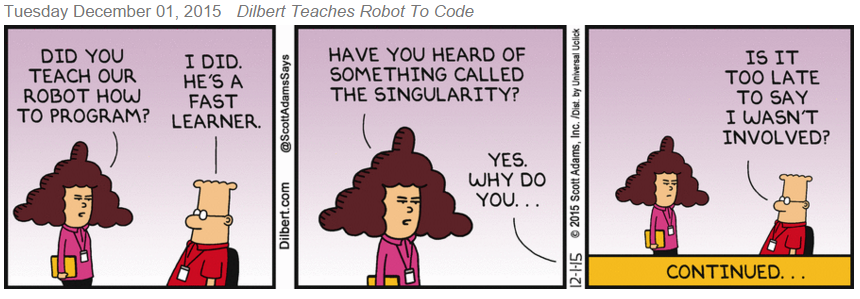 Tuesday December 01, 2015 Dilbert Teaches Robot To Code
DID YOU
TEACH OUR
ROBOT HOW
TO PROGRAM?
I DID.
HE'S A
FAST
LEARNER.
Dilbert.com @ScottAdamsSays
HAVE YOU HEARD OF
SOMETHING CALLED
THE SINGULARITY?
YES.
WHY DO
YOU...
12-1-15 © 2015 Scott Adams, Inc. /Dist. by Universal Uclick
IS IT
TOO LATE
TO SAY
I WASN'T
INVOLVED?
CONTINUED...